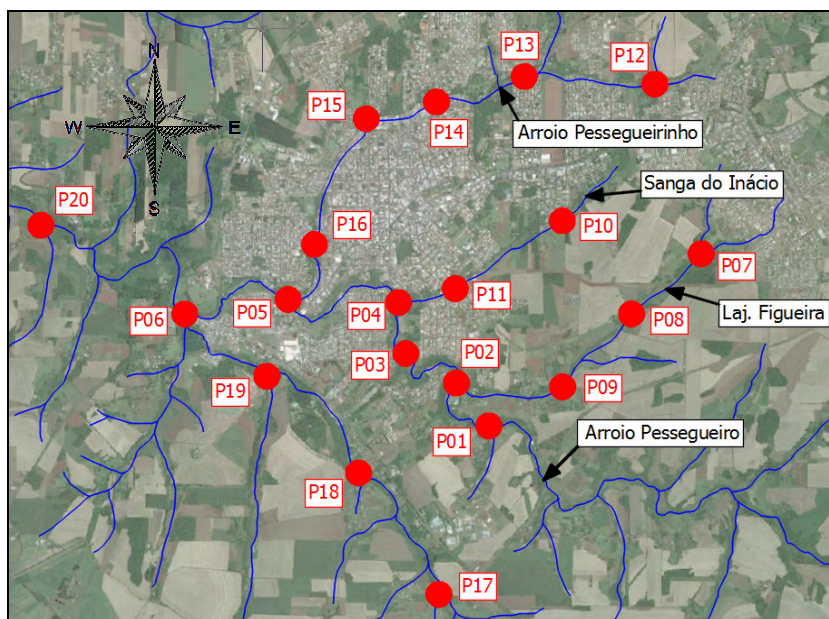 N
W
E
S
P13
P12
P15
P14
Arroio Pessegueirinho
Sanga do Inácio
P20
P16
P10
P07
P06
P05
P04
P11
Laj. Figueira
P08
P03
P02
P19
P09
P01
Arroio Pessegueiro
P18
P17